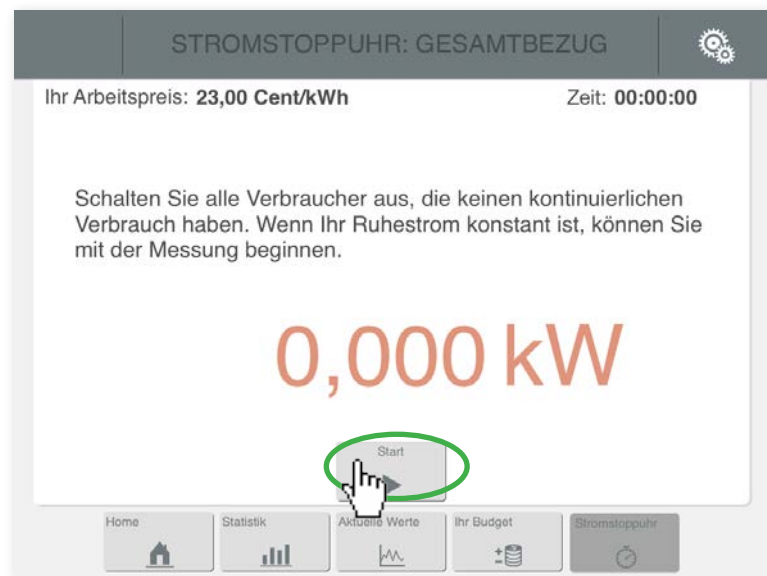 STROMSTOPPUHR: GESAMTBEZUG
Ihr Arbeitspreis: 23,00 Cent/kWh Zeit: 00:00:00
Schalten Sie alle Verbraucher aus, die keinen kontinuierlichen
Verbrauch haben. Wenn Ihr Ruhestrom konstant ist, können Sie
mit der Messung beginnen.
0,000 kW
Start
Home Statistik Aktuelle Werte Ihr Budget Stromstoppuhr